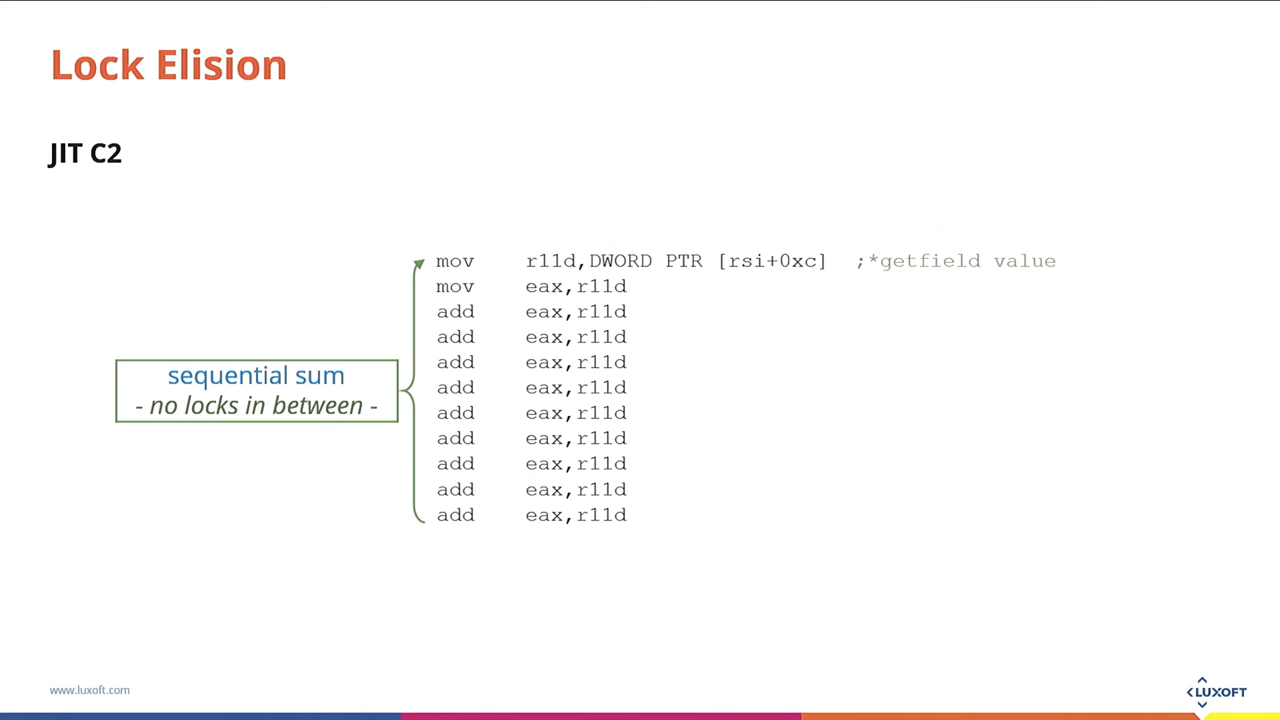 Lock Elision
JIT C2
mov r11d,DWORD PTR [rsi+0xc] ;*getfield value
mov eax,r11d
add eax,r11d
add eax,r11d
add eax,r11d
add eax,r11d
add eax,r11d
add eax,r11d
add eax,r11d
add eax,r11d
add eax,r11d
sequential sum
- no locks in between -
www.luxoft.com
LUXOFT